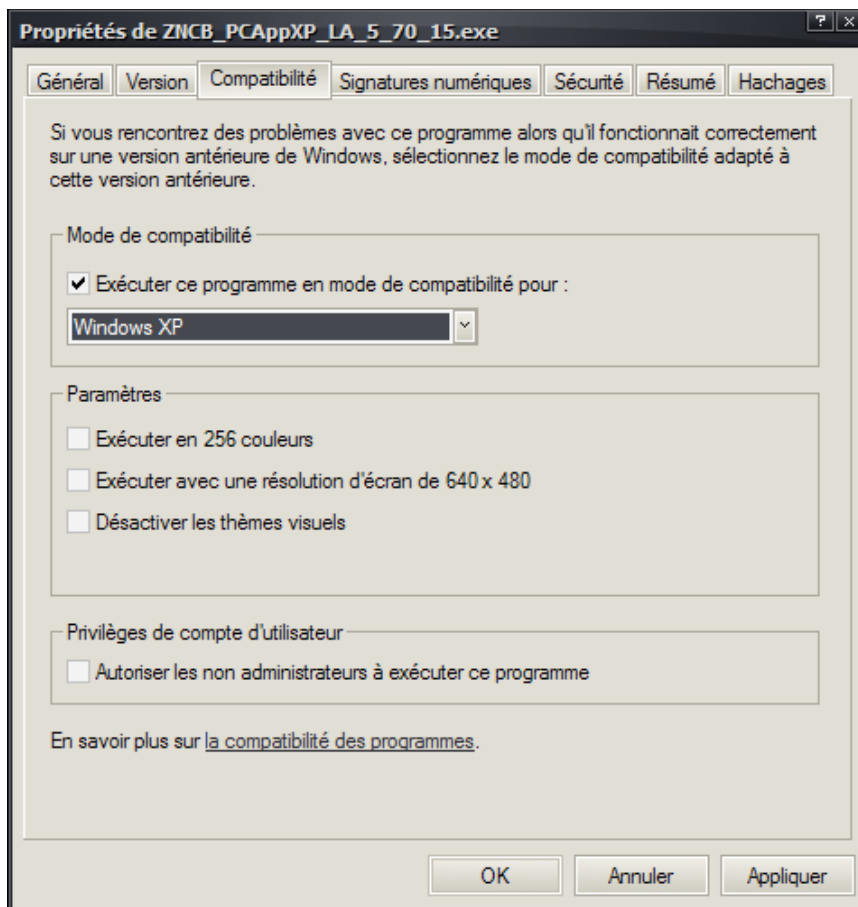 Propriétés de ZNCB_PCAppXP_LA_5_70_15.exe
Général Version Compatibilité Signatures numériques Sécurité Résumé Hachages
Si vous rencontrez des problèmes avec ce programme alors qu'il fonctionnait correctement
sur une version antérieure de Windows, sélectionnez le mode de compatibilité adapté à
cette version antérieure.
Mode de compatibilité
Exécuter ce programme en mode de compatibilité pour :
Windows XP
Paramètres
Exécuter en 256 couleurs
Exécuter avec une résolution d'écran de 640 x 480
Désactiver les thèmes visuels
Privilèges de compte d'utilisateur
Autoriser les non administrateurs à exécuter ce programme
En savoir plus sur la compatibilité des programmes.
OK Annuler Appliquer